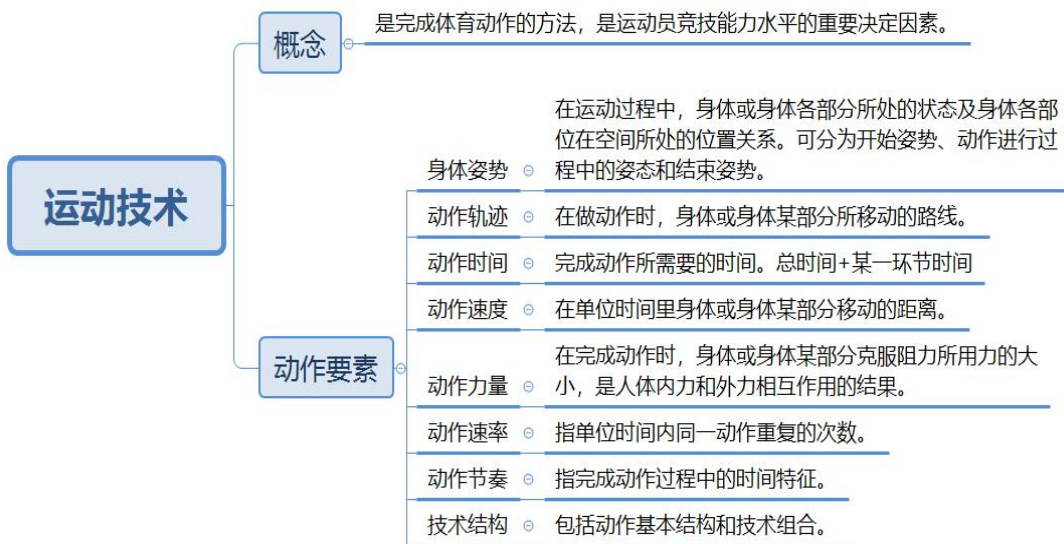 运动技术
概念
是完成体育动作的方法，是运动员竞技能力水平的重要决定因素。
动作要素
身体姿势
在运动过程中，身体或身体各部分所处的状态及身体各部
位在空间所处的位置关系。可分为开始姿势、动作进行过
程中的姿态和结束姿势。
动作轨迹
在做动作时，身体或身体某部分所移动的路线。
动作时间
完成动作所需要的时间。总时间+某一环节时间
动作速度
在单位时间里身体或身体某部分移动的距离。
动作力量
在完成动作时，身体或身体某部分克服阻力所用力的大
小，是人体内力和外力相互作用的结果。
动作速率
指单位时间内同一动作重复的次数。
动作节奏
指完成动作过程中的时间特征。
技术结构
包括动作基本结构和技术组合。